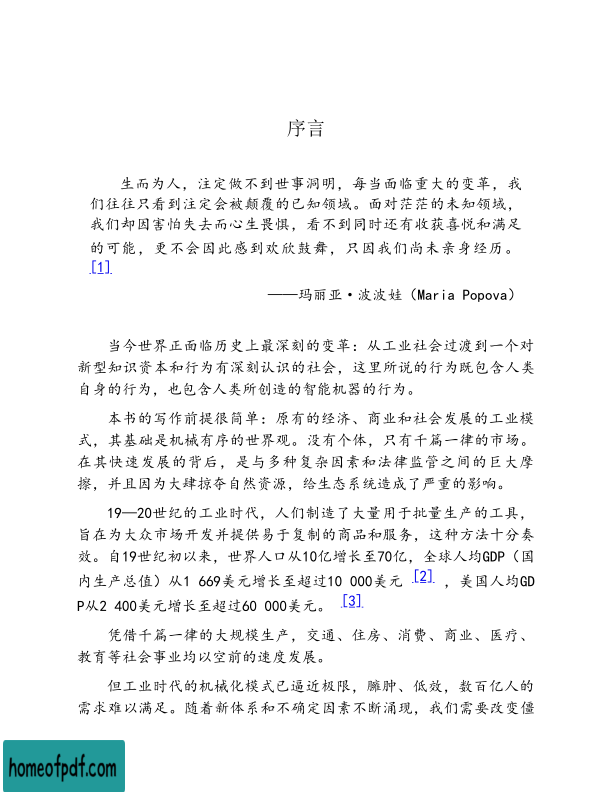 序言
生而为人，注定做不到世事洞明，每当面临重大的变革，我
们往往只看到注定会被颠覆的已知领域。面对茫茫的未知领域，
我们却因害怕失去而心生畏惧，看不到同时还有收获喜悦和满足
的可能，更不会因此感到欢欣鼓舞，只因我们尚未亲身经历。
[1]
——玛丽亚·波波娃（Maria Popova）
当今世界正面临历史上最深刻的变革：从工业社会过渡到一个对
新型知识资本和行为有深刻认识的社会，这里所说的行为既包含人类
自身的行为，也包含人类所创造的智能机器的行为。
本书的写作前提很简单：原有的经济、商业和社会发展的工业模
式，其基础是机械有序的世界观。没有个体，只有千篇一律的市场。
在其快速发展的背后，是与多种复杂因素和法律监管之间的巨大摩
擦，并且因为大肆掠夺自然资源，给生态系统造成了严重的影响。
19—20世纪的工业时代，人们制造了大量用于批量生产的工具，
旨在为大众市场开发并提供易于复制的商品和服务，这种方法十分奏
效。自19世纪初以来，世界人口从10亿增长至70亿，全球人均GDP（国
内生产总值）从1 669美元增长至超过10 000美元 [2] ，美国人均GD
P从2 400美元增长至超过60 000美元。 [3]
凭借千篇一律的大规模生产，交通、住房、消费、商业、医疗、
教育等社会事业均以空前的速度发展。
但工业时代的机械化模式已逼近极限，臃肿、低效，数百亿人的
需求难以满足。随着新体系和不确定因素不断涌现，我们需要改变僵
homeofpdf.com